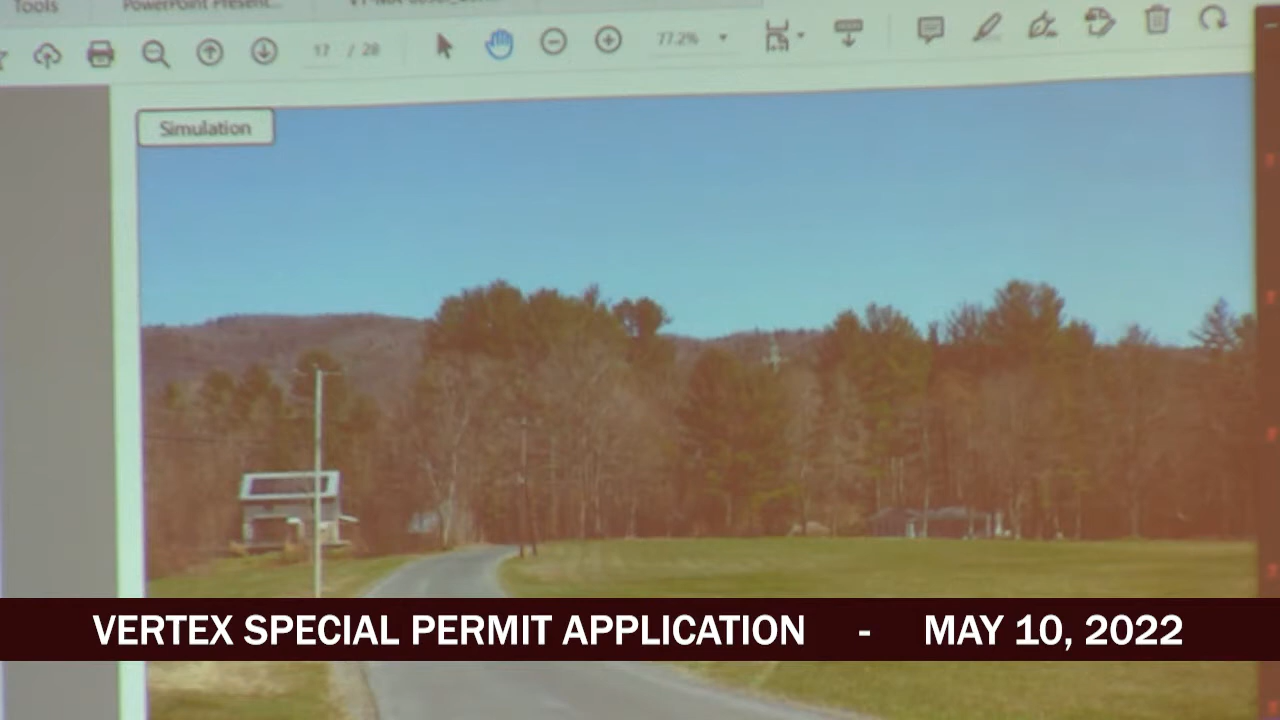 Tools
PowerPoint Present...
17 / 28
77.2%
Simulation
VERTEX SPECIAL PERMIT APPLICATION - MAY 10, 2022